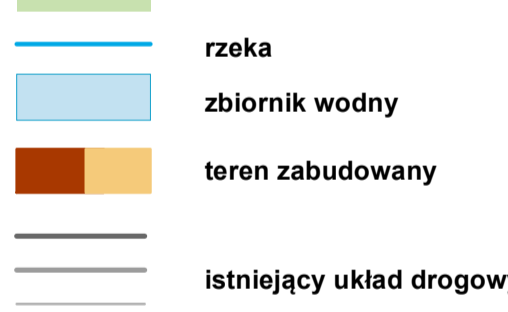 rzeka
zbiornik wodny
teren zabudowany
istniejący układ drogowy